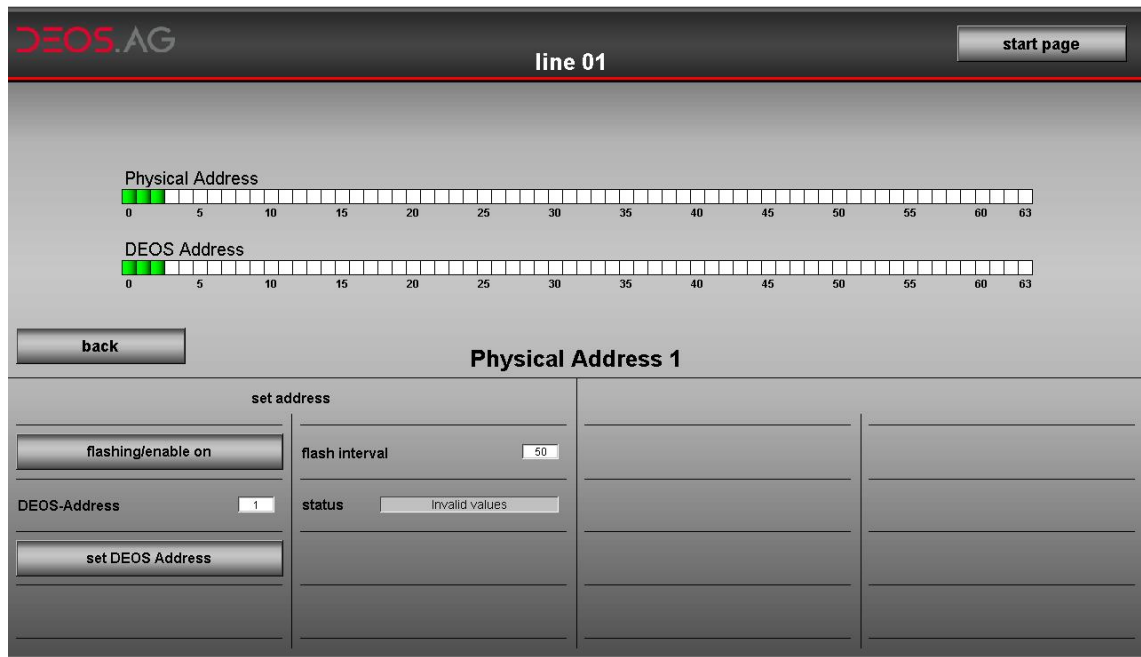 DEOS.AG
line 01
start page
Physical Address
0 5 10 15 20 25 30 35 40 45 50 55 60 63
DEOS Address
0 5 10 15 20 25 30 35 40 45 50 55 60 63
back
Physical Address 1
set address
flashing/enable on
flash interval 50
DEOS-Address 1
status Invalid values
set DEOS Address